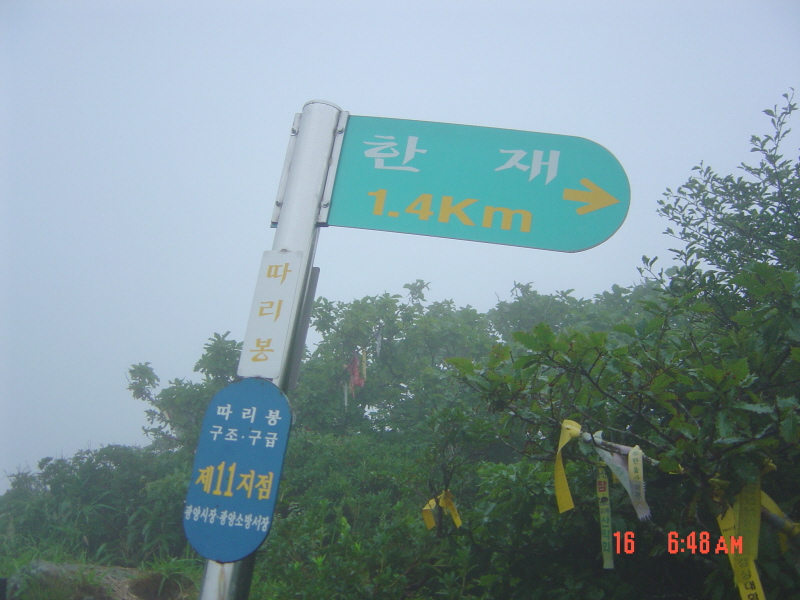 한 재
1.4Km
따
리
봉
따 리 봉
구조·구급
제11지점
광양시장·광양소방서장
16 6:48 AM